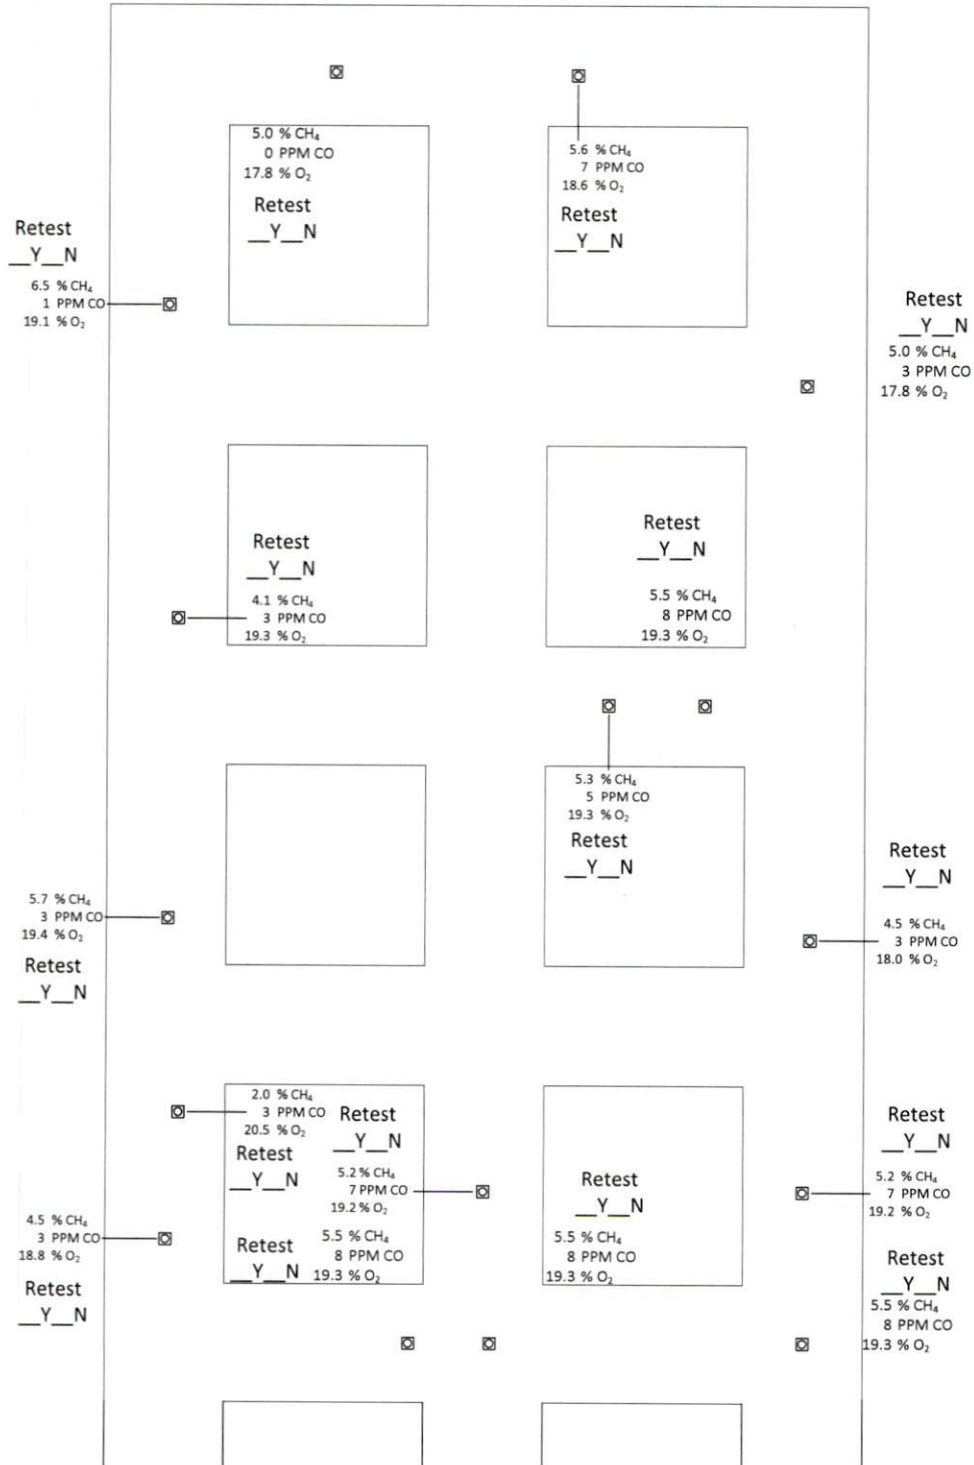 5.0 % CH₄
0 PPM CO
17.8 % O₂
Retest
__Y__N
5.6 % CH₄
7 PPM CO
18.6 % O₂
Retest
__Y__N
Retest
__Y__N
6.5 % CH₄
1 PPM CO
19.1 % O₂
Retest
__Y__N
5.0 % CH₄
3 PPM CO
17.8 % O₂
Retest
__Y__N
4.1 % CH₄
3 PPM CO
19.3 % O₂
Retest
__Y__N
5.5 % CH₄
8 PPM CO
19.3 % O₂
5.3 % CH₄
5 PPM CO
19.3 % O₂
Retest
__Y__N
5.7 % CH₄
3 PPM CO
19.4 % O₂
Retest
__Y__N
Retest
__Y__N
4.5 % CH₄
3 PPM CO
18.0 % O₂
2.0 % CH₄
3 PPM CO
20.5 % O₂
Retest
__Y__N
Retest
__Y__N
5.2 % CH₄
7 PPM CO
19.2 % O₂
Retest
__Y__N
5.5 % CH₄
8 PPM CO
19.3 % O₂
Retest
__Y__N
5.5 % CH₄
8 PPM CO
19.3 % O₂
Retest
__Y__N
5.2 % CH₄
7 PPM CO
19.2 % O₂
4.5 % CH₄
3 PPM CO
18.8 % O₂
Retest
__Y__N
Retest
__Y__N
5.5 % CH₄
8 PPM CO
19.3 % O₂